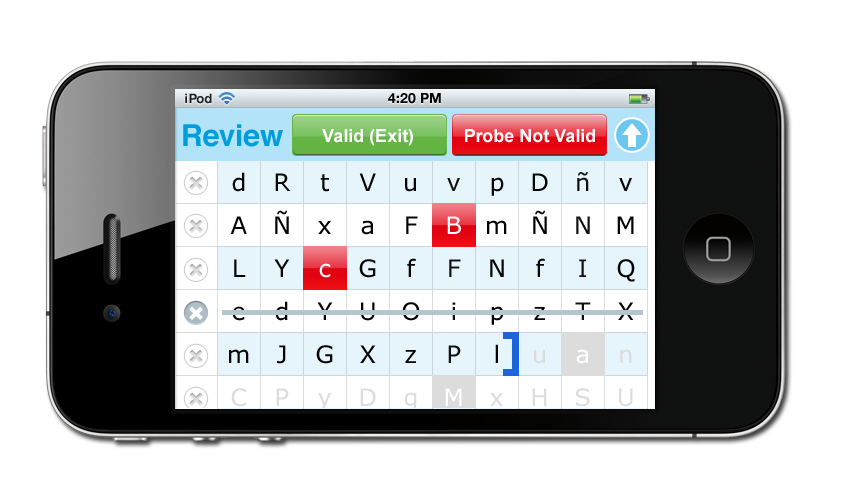 iPod 4:20 PM
Review Valid (Exit) Probe Not Valid
d R t V u v p D ñ v
A Ñ x a F B m Ñ N M
L Y c G f F N f I Q
e d Y U O i p z T X
m J G X z P l ] u a n
C P y D q M x H S U